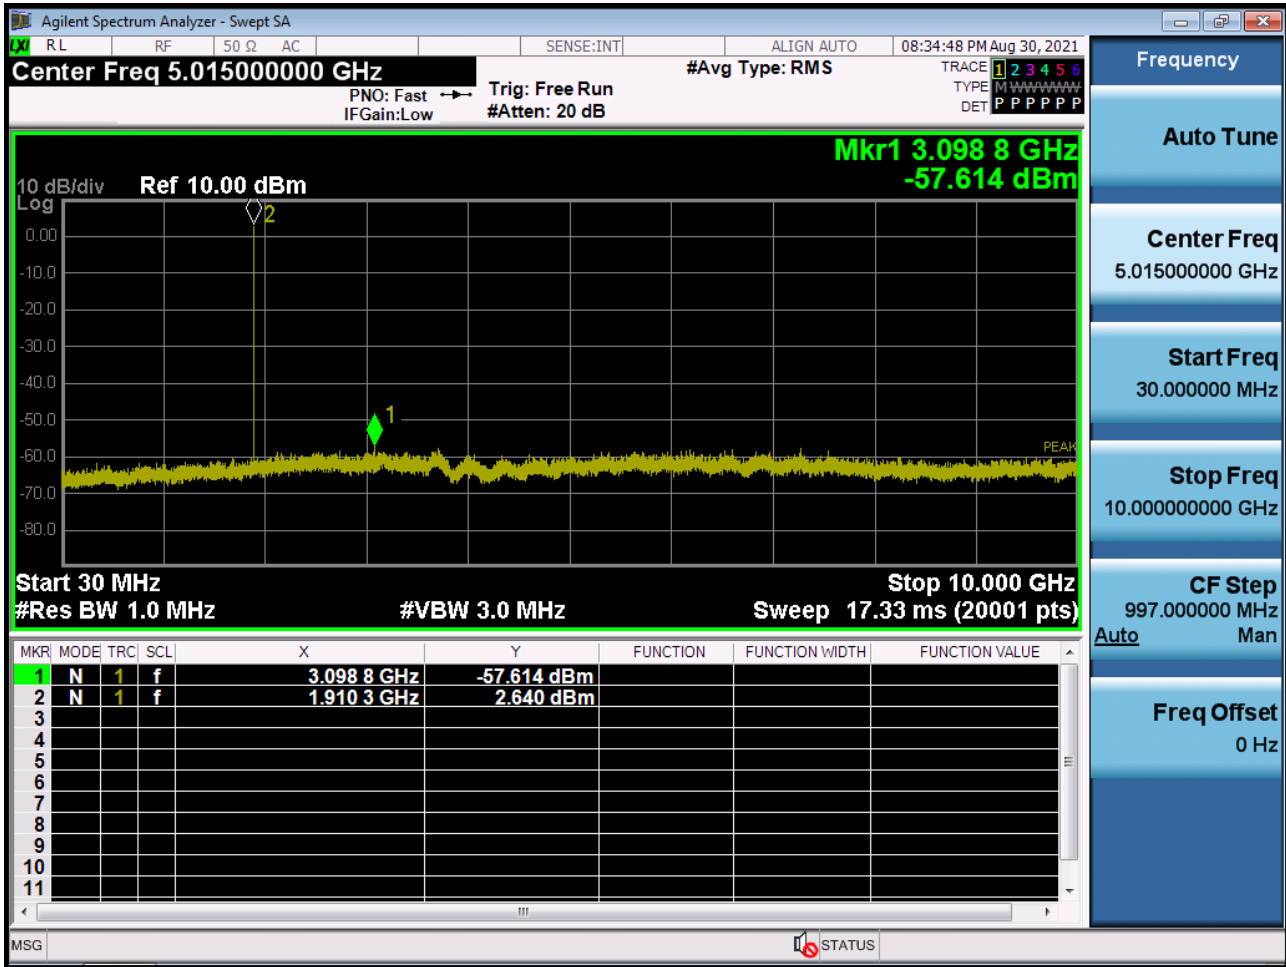 Agilent Spectrum Analyzer - Swept SA
LXI RL RF 50 Ω AC SENSE:INT ALIGN AUTO 08:34:48 PM Aug 30, 2021
Center Freq 5.015000000 GHz
PNO: Fast
IFGain:Low
Trig: Free Run
#Atten: 20 dB
#Avg Type: RMS
TRACE 1 2 3 4 5 6
TYPE M WWWWW
DET P P P P P P
Mkr1 3.098 8 GHz
-57.614 dBm
10 dB/div Ref 10.00 dBm
Log
2
0.00
-10.0
-20.0
-30.0
-40.0
-50.0
1
PEAK
-60.0
-70.0
-80.0
Start 30 MHz Stop 10.000 GHz
#Res BW 1.0 MHz #VBW 3.0 MHz Sweep 17.33 ms (20001 pts)
MKR MODE TRC SCL X Y FUNCTION FUNCTION WIDTH FUNCTION VALUE
1 N 1 f 3.098 8 GHz -57.614 dBm
2 N 1 f 1.910 3 GHz 2.640 dBm
3
4
5
6
7
8
9
10
11
MSG STATUS
Frequency
Auto Tune
Center Freq
5.015000000 GHz
Start Freq
30.000000 MHz
Stop Freq
10.000000000 GHz
CF Step
997.000000 MHz
Auto Man
Freq Offset
0 Hz